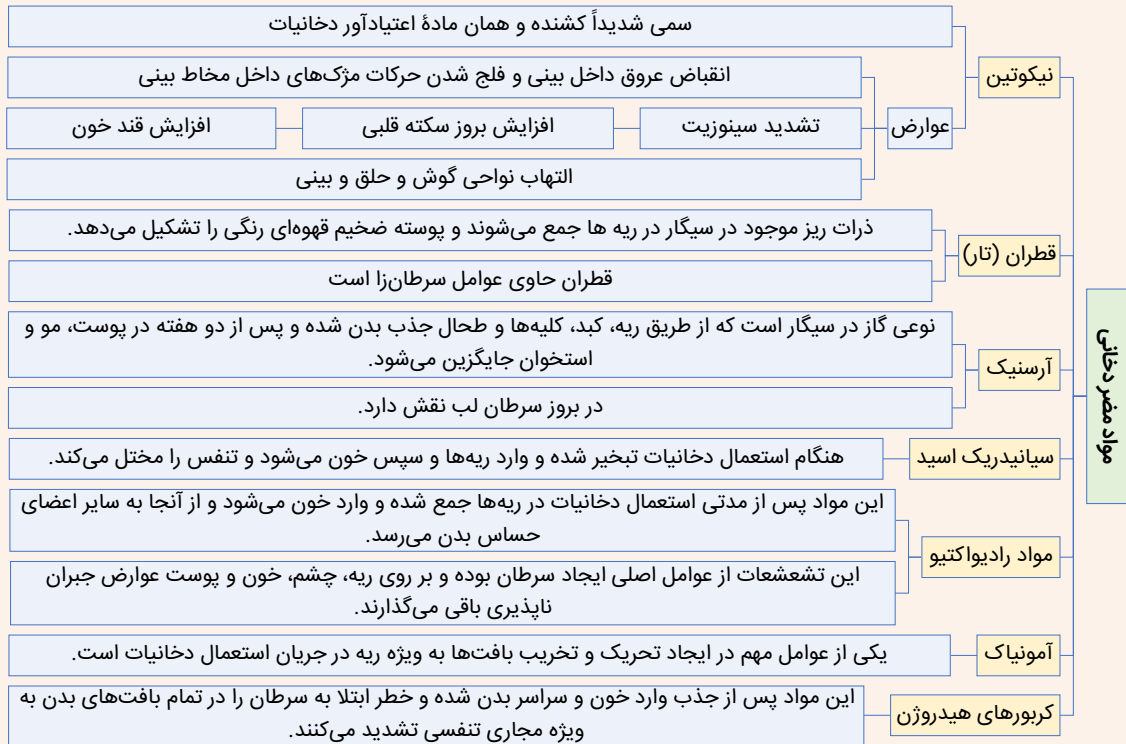 مواد مضر دخانی
نیکوتین
سمی شدیداً کشنده و همان مادهٔ اعتیادآور دخانیات
عوارض
انقباض عروق داخل بینی و فلج شدن حرکات مژک‌های داخل مخاط بینی
تشدید سینوزیت
افزایش بروز سکته قلبی
افزایش قند خون
التهاب نواحی گوش و حلق و بینی
قطران (تار)
ذرات ریز موجود در سیگار در ریه ها جمع می‌شوند و پوسته ضخیم قهوه‌ای رنگی را تشکیل می‌دهد.
قطران حاوی عوامل سرطان‌زا است
آرسنیک
نوعی گاز در سیگار است که از طریق ریه، کبد، کلیه‌ها و طحال جذب بدن شده و پس از دو هفته در پوست، مو و
استخوان جایگزین می‌شود.
در بروز سرطان لب نقش دارد.
سیانیدریک اسید
هنگام استعمال دخانیات تبخیر شده و وارد ریه‌ها و سپس خون می‌شود و تنفس را مختل می‌کند.
مواد رادیواکتیو
این مواد پس از مدتی استعمال دخانیات در ریه‌ها جمع شده و وارد خون می‌شود و از آنجا به سایر اعضای
حساس بدن می‌رسد.
این تشعشعات از عوامل اصلی ایجاد سرطان بوده و بر روی ریه، چشم، خون و پوست عوارض جبران
ناپذیری باقی می‌گذارند.
آمونیاک
یکی از عوامل مهم در ایجاد تحریک و تخریب بافت‌ها به ویژه ریه در جریان استعمال دخانیات است.
کربورهای هیدروژن
این مواد پس از جذب وارد خون و سراسر بدن شده و خطر ابتلا به سرطان را در تمام بافت‌های بدن به
ویژه مجاری تنفسی تشدید می‌کنند.